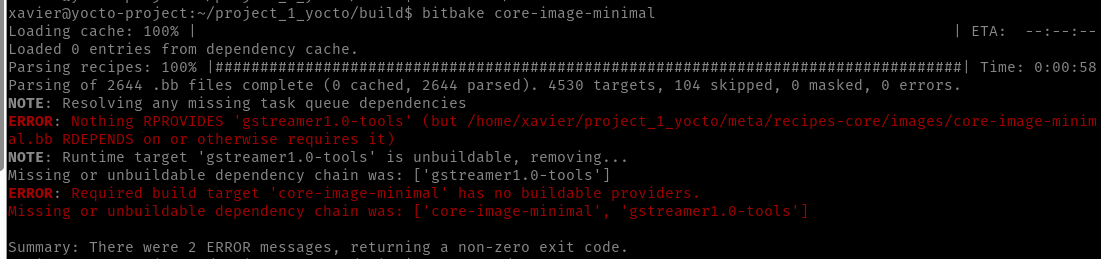 xavier@yocto-project:~/project_1_yocto/build$ bitbake core-image-minimal
Loading cache: 100% | | ETA: --:--:--
Loaded 0 entries from dependency cache.
Parsing recipes: 100% |###################################################################################| Time: 0:00:58
Parsing of 2644 .bb files complete (0 cached, 2644 parsed). 4530 targets, 104 skipped, 0 masked, 0 errors.
NOTE: Resolving any missing task queue dependencies
ERROR: Nothing RPROVIDES 'gstreamer1.0-tools' (but /home/xavier/project_1_yocto/meta/recipes-core/images/core-image-minim
al.bb RDEPENDS on or otherwise requires it)
NOTE: Runtime target 'gstreamer1.0-tools' is unbuildable, removing...
Missing or unbuildable dependency chain was: ['gstreamer1.0-tools']
ERROR: Required build target 'core-image-minimal' has no buildable providers.
Missing or unbuildable dependency chain was: ['core-image-minimal', 'gstreamer1.0-tools']
Summary: There were 2 ERROR messages, returning a non-zero exit code.